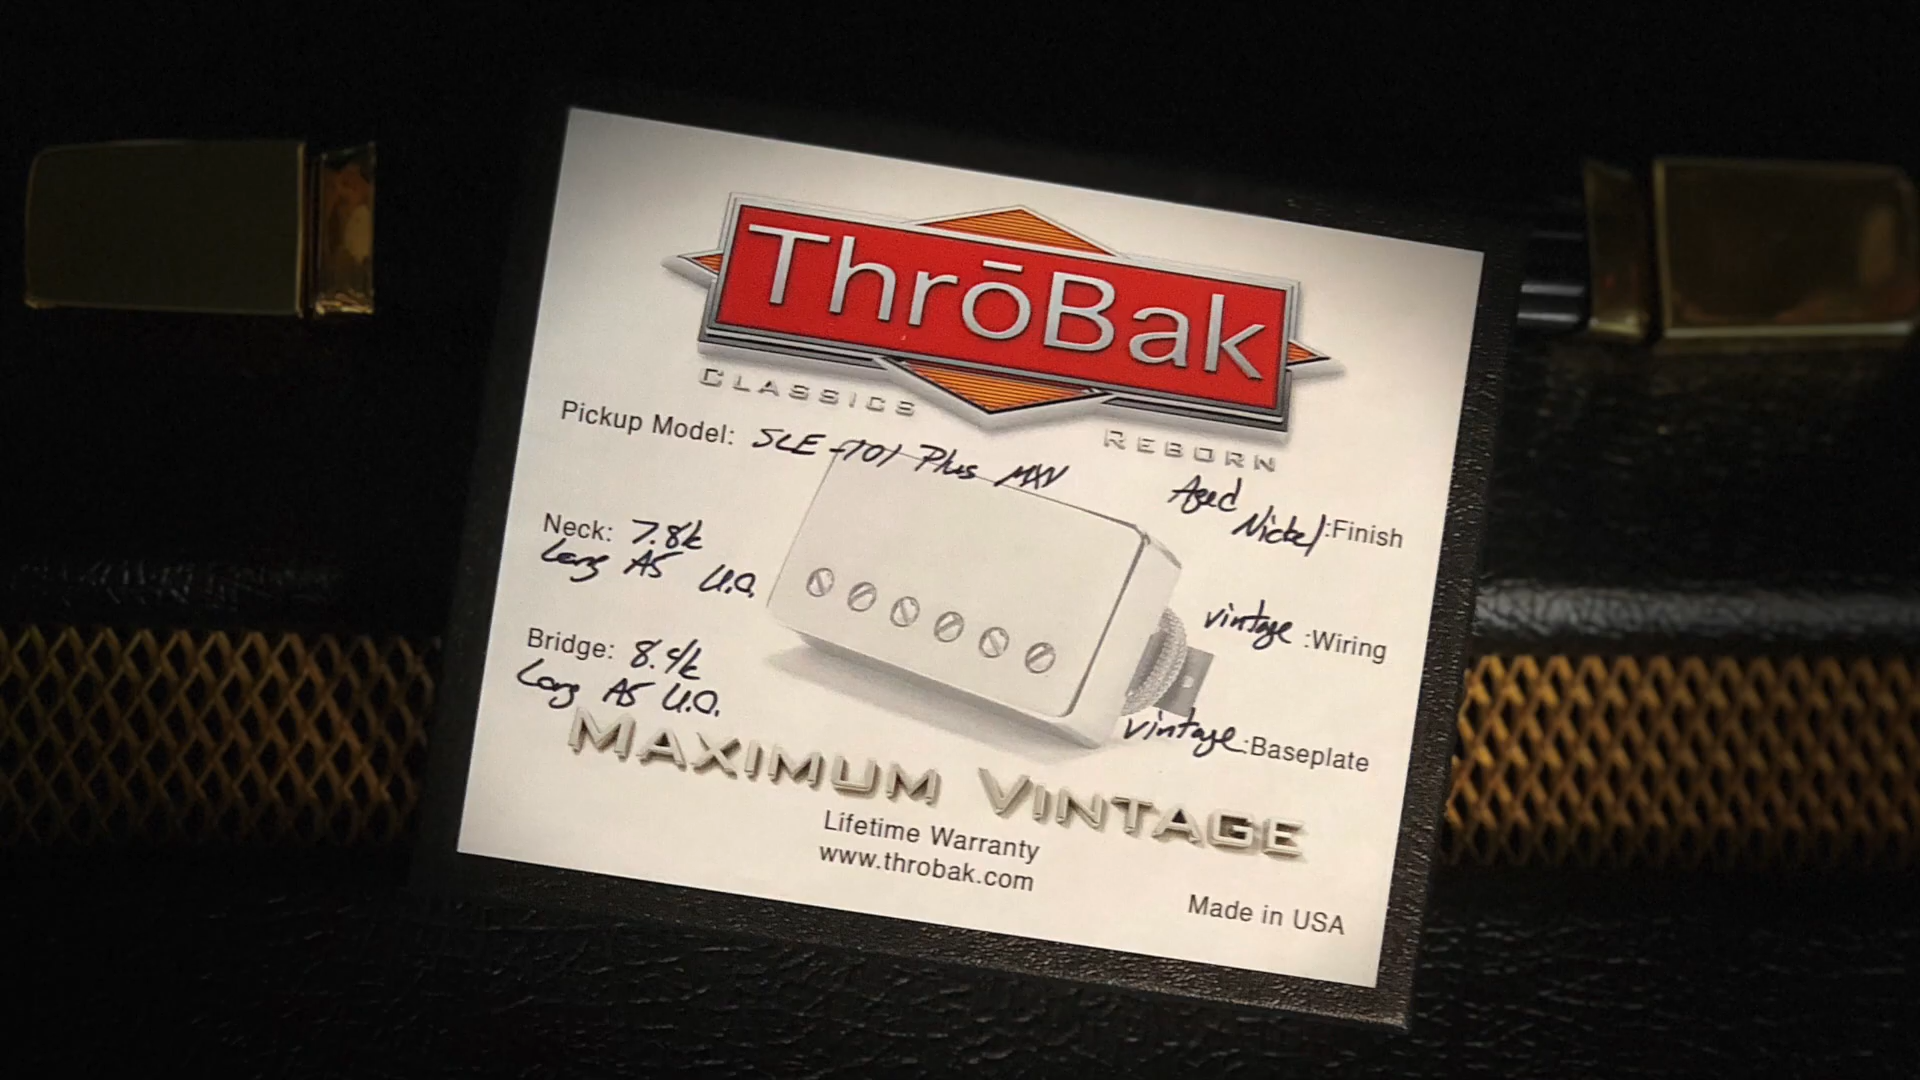 ThrōBak
CLASSICS
REBORN
Pickup Model: SLE-101 Plus MXV
Aged
Nickel :Finish
Neck: 7.8k
Long A5 U.O.
vintage :Wiring
Bridge: 8.4k
Long A5 U.O.
vintage :Baseplate
MAXIMUM VINTAGE
Lifetime Warranty
www.throbak.com
Made in USA